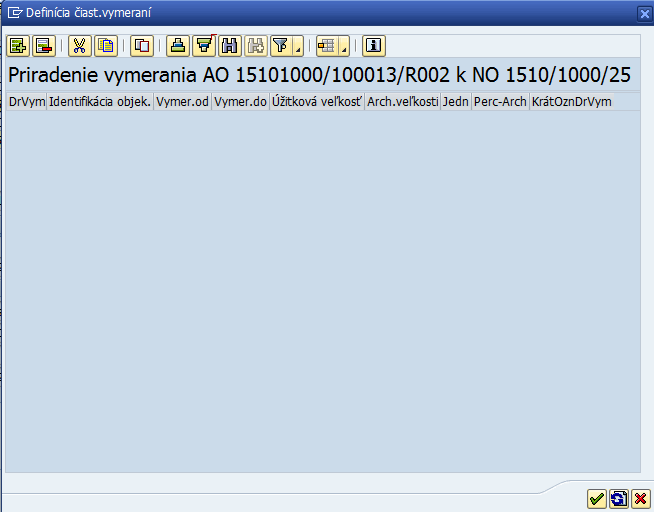 Definícia čiast.vymeraní
Priradenie vymerania AO 15101000/100013/R002 k NO 1510/1000/25
DrVym Identifikácia objek. Vymer.od Vymer.do Úžitková veľkosť Arch.veľkosti Jedn Perc-Arch KrátOznDrVym